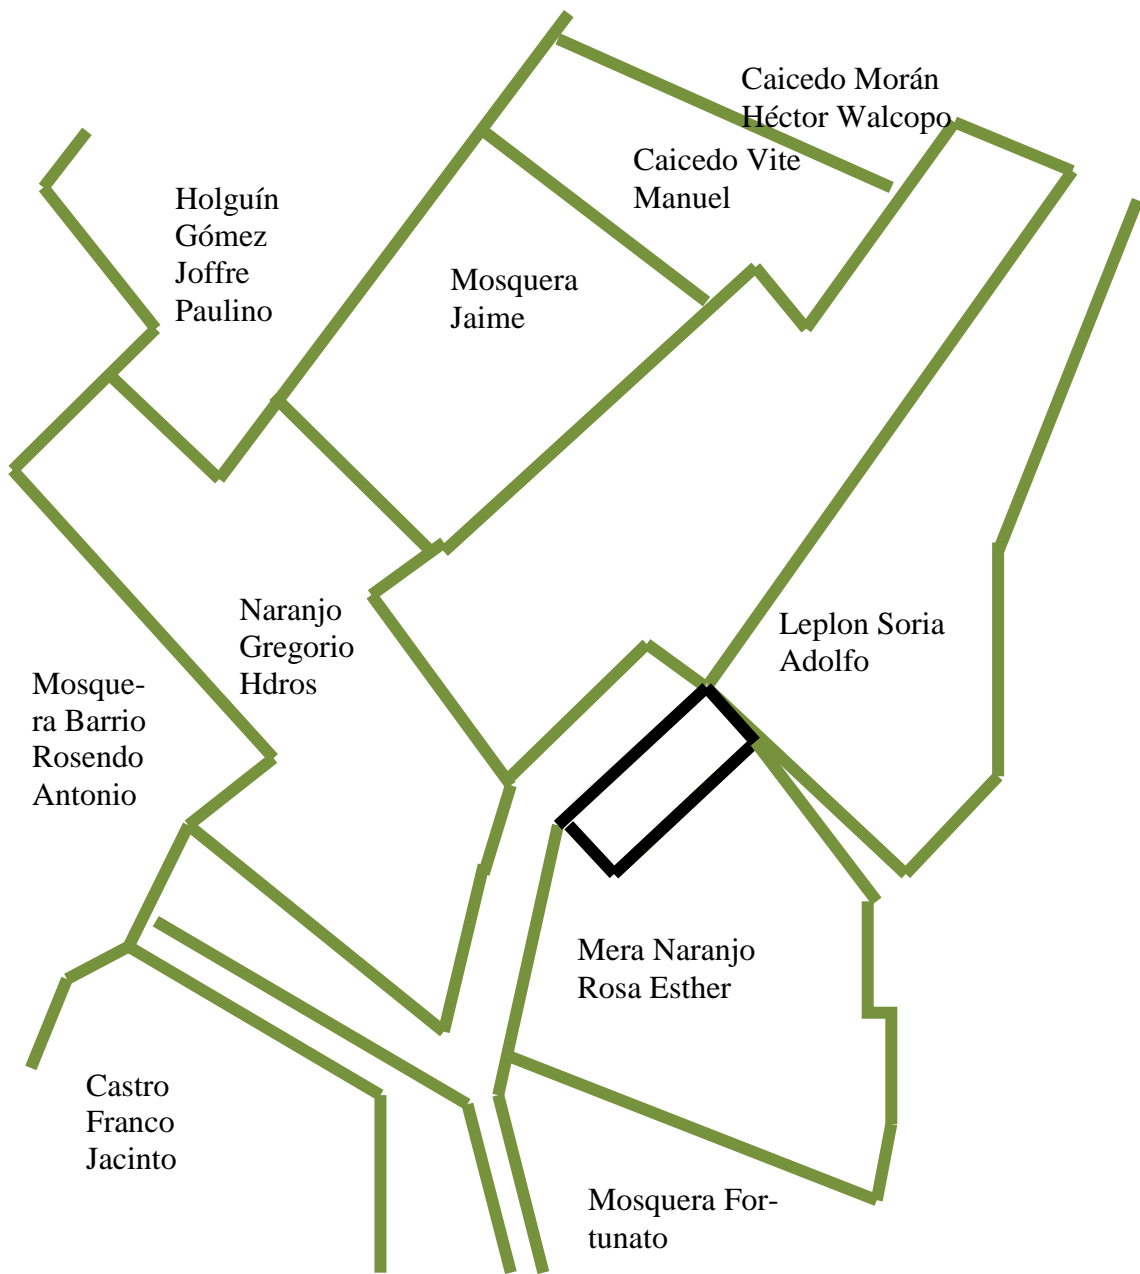 Caicedo Morán
Héctor Walcopo
Caicedo Vite
Manuel
Holguín
Gómez
Joffre
Paulino
Mosquera
Jaime
Naranjo
Gregorio
Hdros
Leplon Soria
Adolfo
Mosque-
ra Barrio
Rosendo
Antonio
Mera Naranjo
Rosa Esther
Castro
Franco
Jacinto
Mosquera For-
tunato